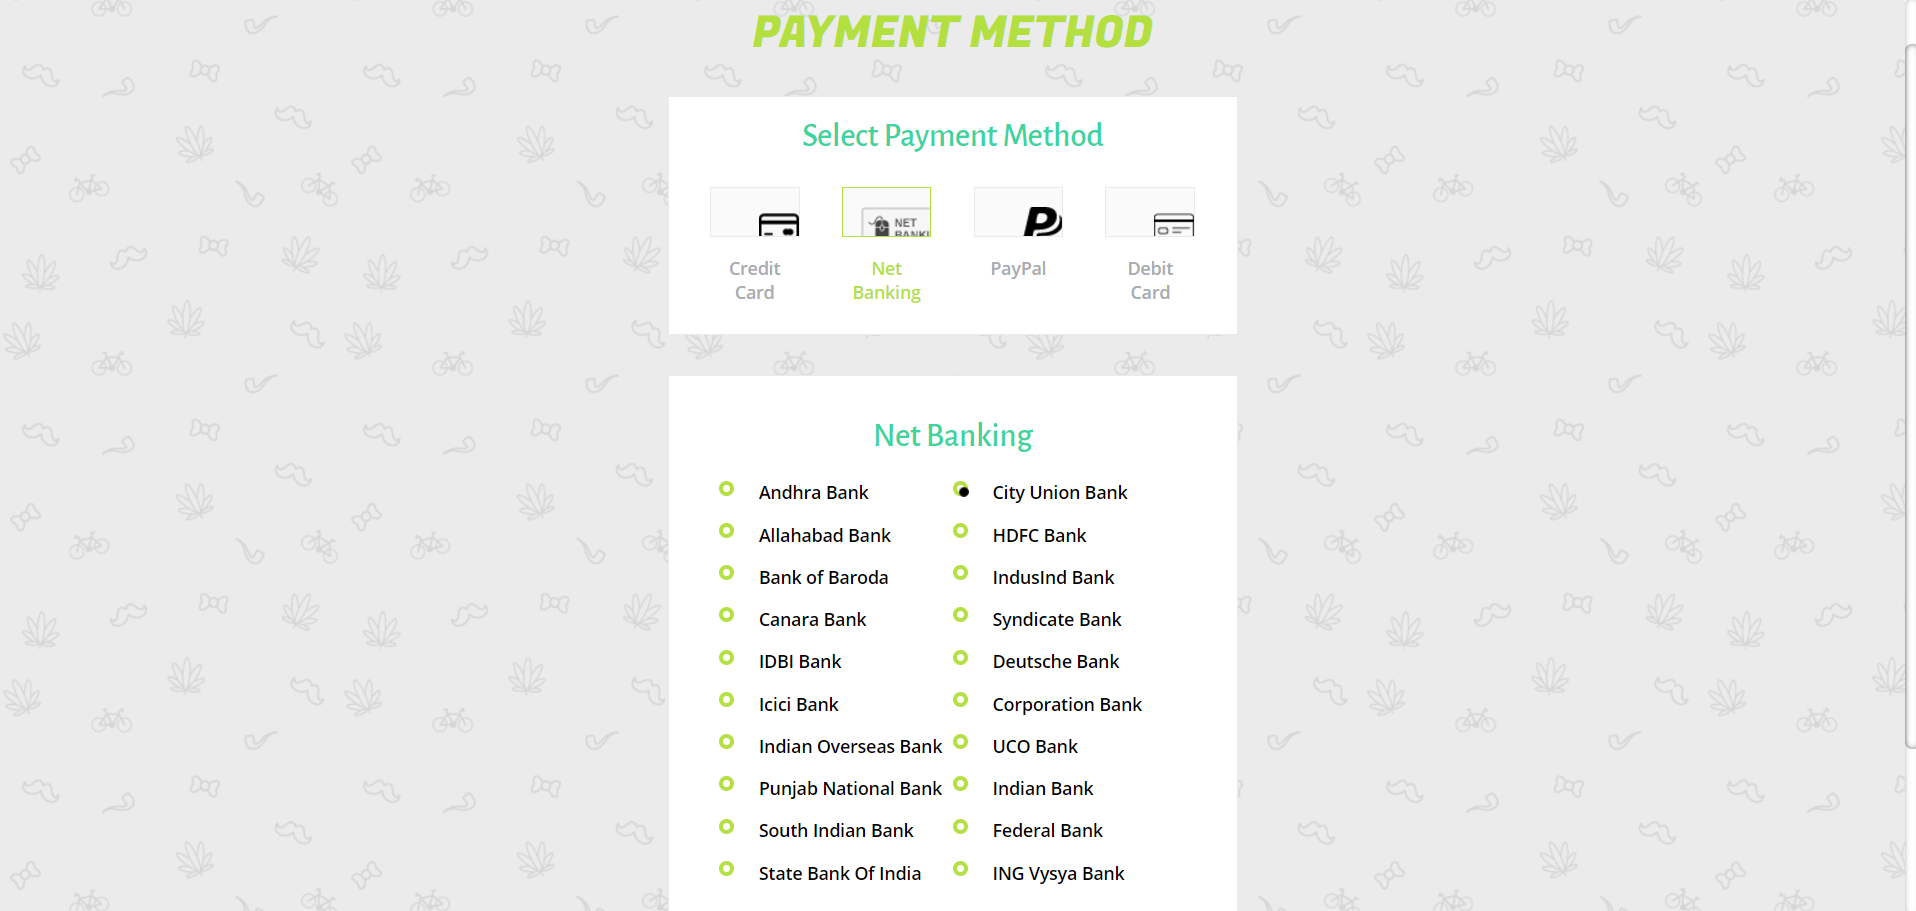 PAYMENT METHOD
Select Payment Method
NET
BANKI
Credit
Card
Net
Banking
PayPal
Debit
Card
Net Banking
Andhra Bank
City Union Bank
Allahabad Bank
HDFC Bank
Bank of Baroda
IndusInd Bank
Canara Bank
Syndicate Bank
IDBI Bank
Deutsche Bank
Icici Bank
Corporation Bank
Indian Overseas Bank
UCO Bank
Punjab National Bank
Indian Bank
South Indian Bank
Federal Bank
State Bank Of India
ING Vysya Bank